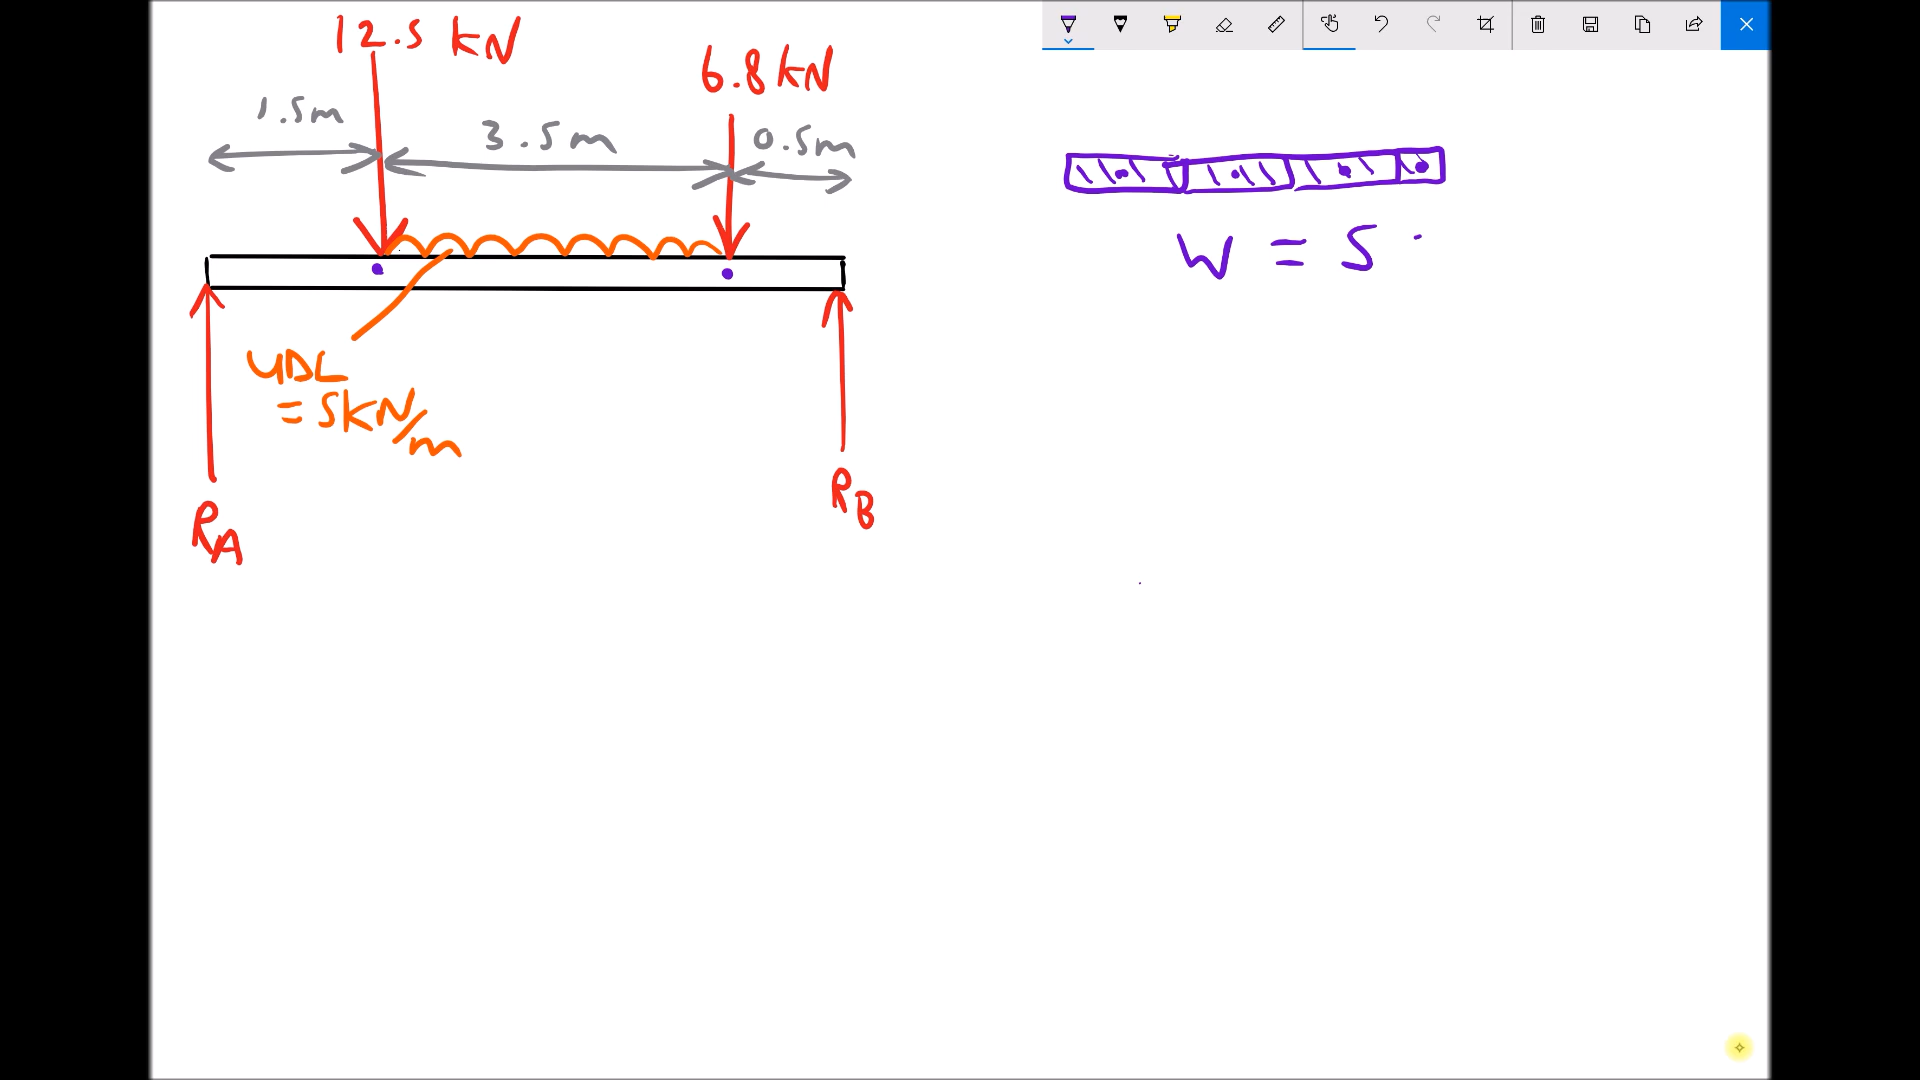 12.5 kN
6.8 kN
1.5m
3.5m
0.5m
UDL
= 5kN/m
RA
RB
W = 5